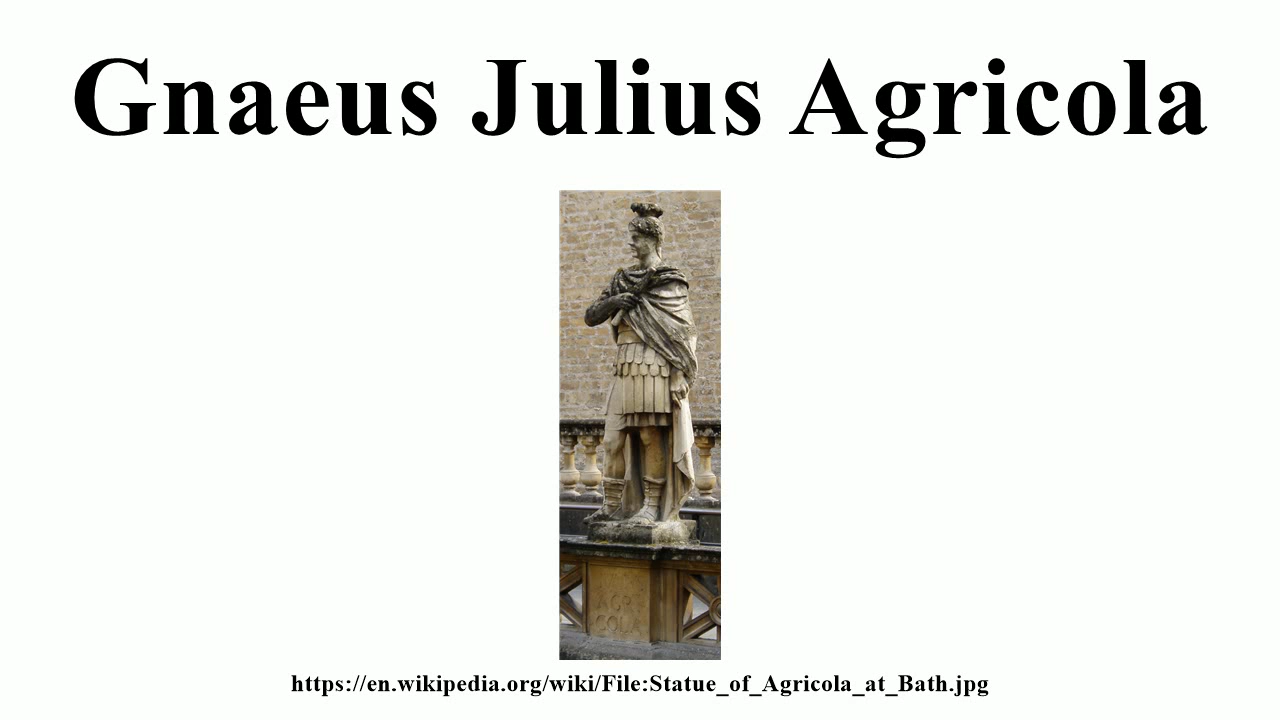 Gnaeus Julius Agricola
AGRI
COLA
https://en.wikipedia.org/wiki/File:Statue_of_Agricola_at_Bath.jpg